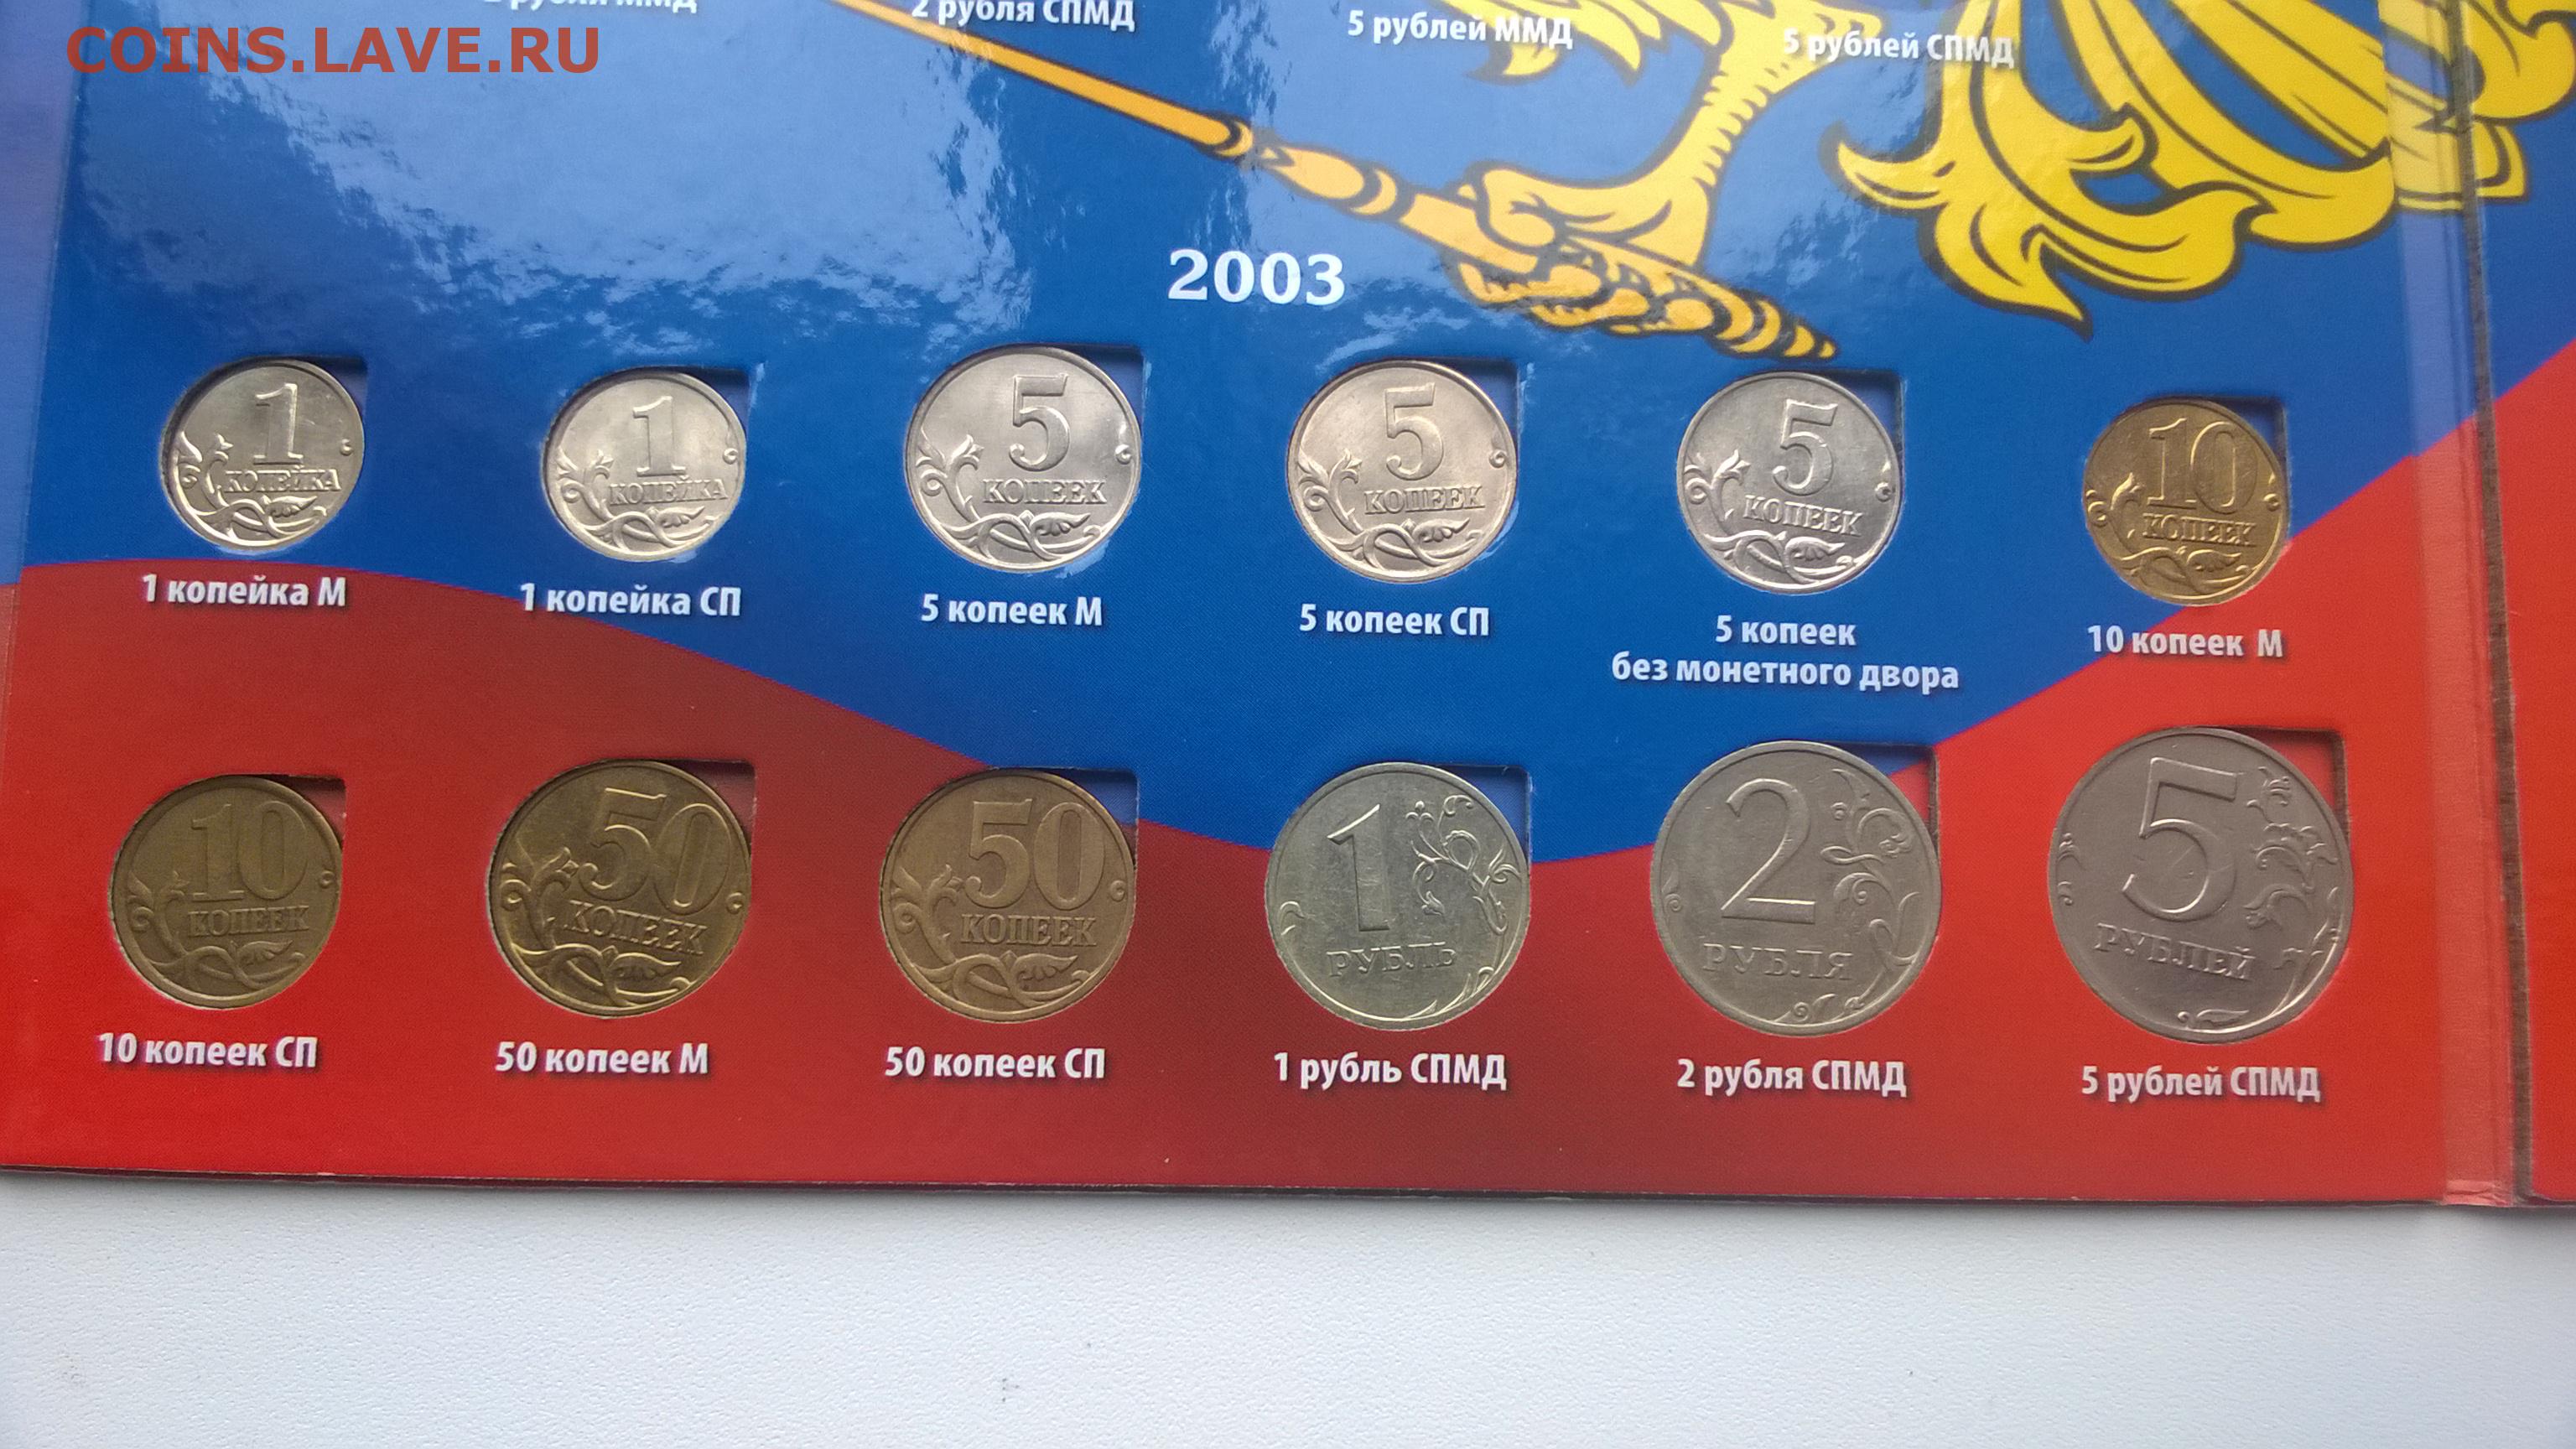 COINS.LAVE.RU
2 рубля СПМД
5 рублей ММД
5 рублей СПМД
2003
1 КОПЕЙКА
1 КОПЕЙКА
5 КОПЕЕК
5 КОПЕЕК
5 КОПЕЕК
10 КОПЕЕК
1 копейка М
1 копейка СП
5 копеек М
5 копеек СП
5 копеек
без монетного двора
10 копеек М
10 КОПЕЕК
50 КОПЕЕК
50 КОПЕЕК
1 РУБЛЬ
2 РУБЛЯ
5 РУБЛЕЙ
10 копеек СП
50 копеек М
50 копеек СП
1 рубль СПМД
2 рубля СПМД
5 рублей СПМД